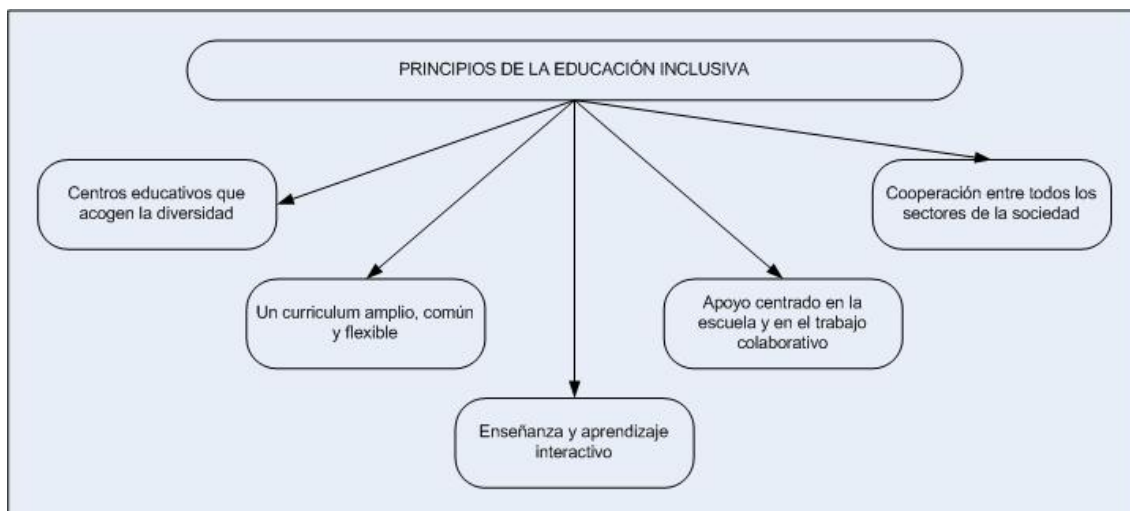 PRINCIPIOS DE LA EDUCACIÓN INCLUSIVA
Centros educativos que
acogen la diversidad
Un curriculum amplio, común
y flexible
Enseñanza y aprendizaje
interactivo
Apoyo centrado en la
escuela y en el trabajo
colaborativo
Cooperación entre todos los
sectores de la sociedad